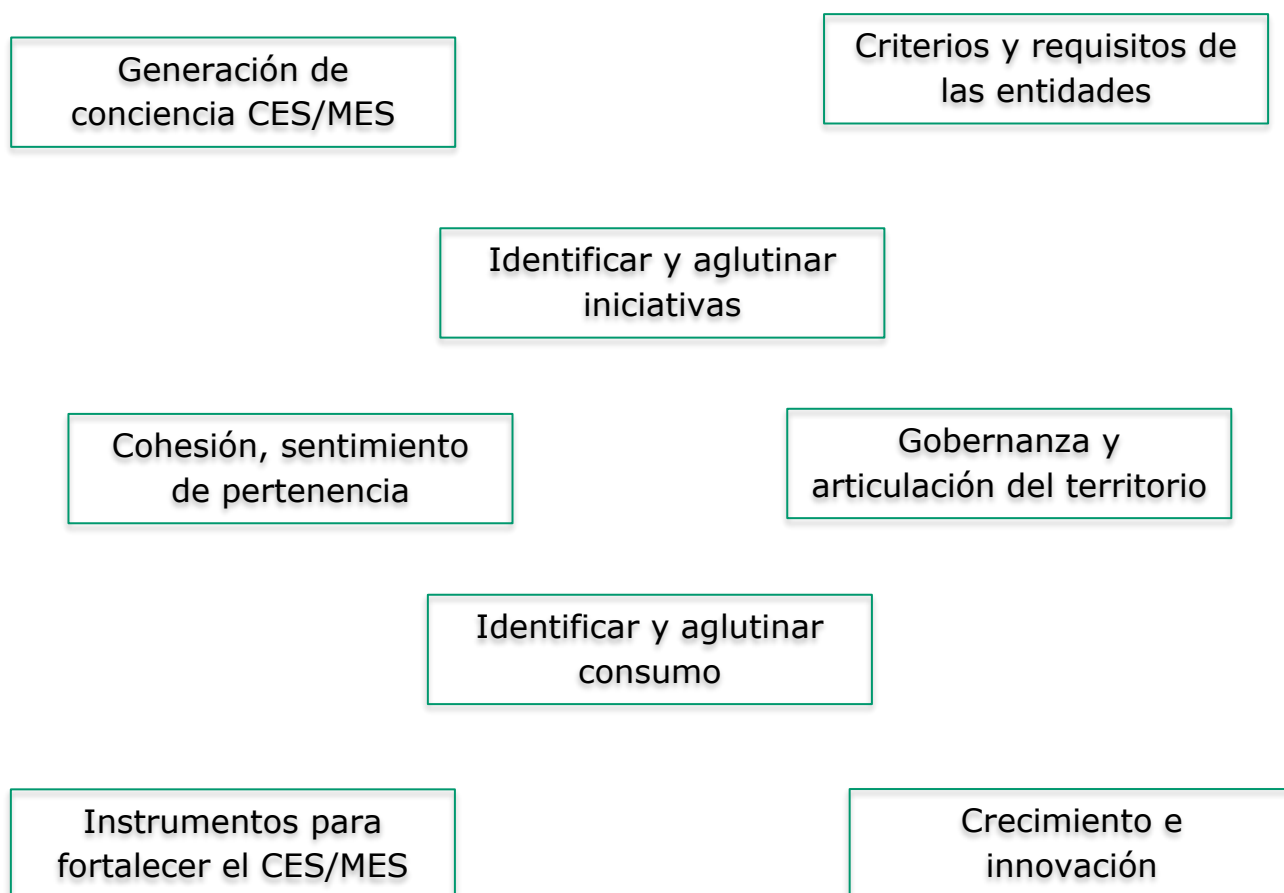 Generación de
conciencia CES/MES
Criterios y requisitos de
las entidades
Identificar y aglutinar
iniciativas
Cohesión, sentimiento
de pertenencia
Gobernanza y
articulación del territorio
Identificar y aglutinar
consumo
Instrumentos para
fortalecer el CES/MES
Crecimiento e
innovación